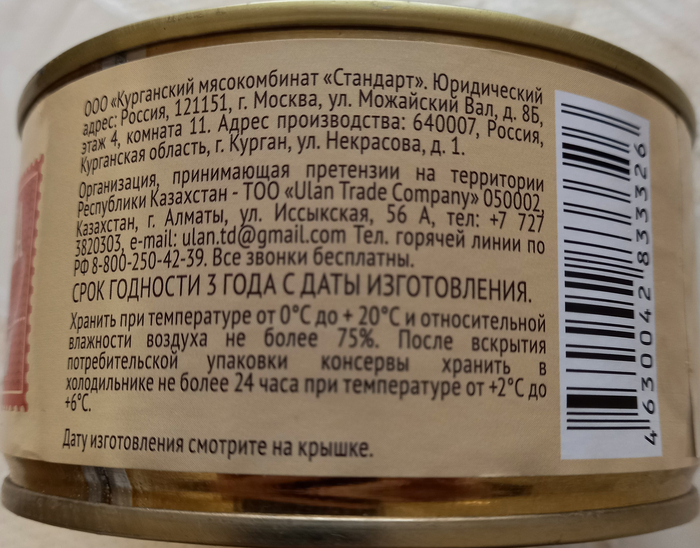 ООО «Курганский мясокомбинат «Стандарт». Юридический
адрес: Россия, 121151, г. Москва, ул. Можайский Вал, д. 8Б,
этаж 4, комната 11. Адрес производства: 640007, Россия,
Курганская область, г. Курган, ул. Некрасова, д. 1.
Организация, принимающая претензии на территории
Республики Казахстан - ТОО «Ulan Trade Company» 050002,
Казахстан, г. Алматы, ул. Иссыкская, 56 А, тел: +7 727
3820303, e-mail: ulan.td@gmail.com Тел. горячей линии по
РФ 8-800-250-42-39. Все звонки бесплатны.
СРОК ГОДНОСТИ 3 ГОДА С ДАТЫ ИЗГОТОВЛЕНИЯ.
Хранить при температуре от 0°С до + 20°С и относительной
влажности воздуха не более 75%. После вскрытия
потребительской упаковки консервы хранить в
холодильнике не более 24 часа при температуре от +2°С до
+6°С.
Дату изготовления смотрите на крышке.
4 630042 833326